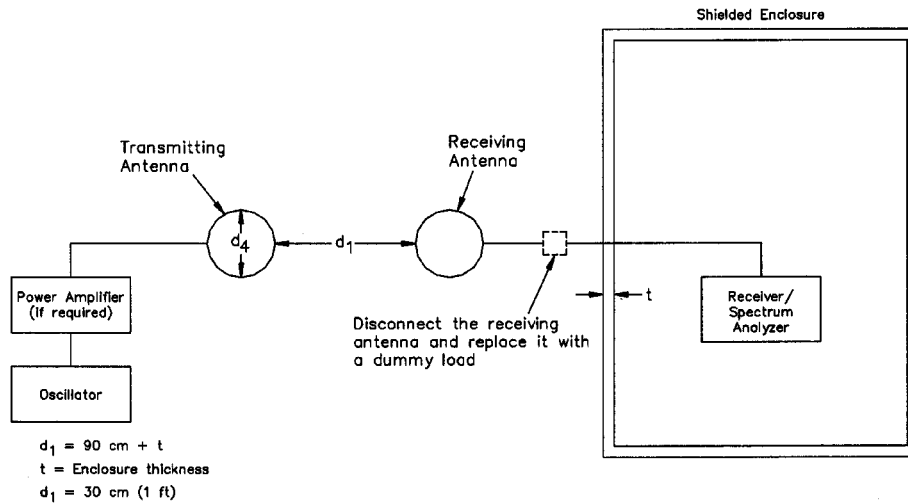 Shielded Enclosure
Transmitting
Antenna
Receiving
Antenna
d4
d1
t
Power Amplifier
(If required)
Receiver/
Spectrum
Analyzer
Disconnect the receiving
antenna and replace it with
a dummy load
Oscillator
d1 = 90 cm + t
t = Enclosure thickness
d1 = 30 cm (1 ft)